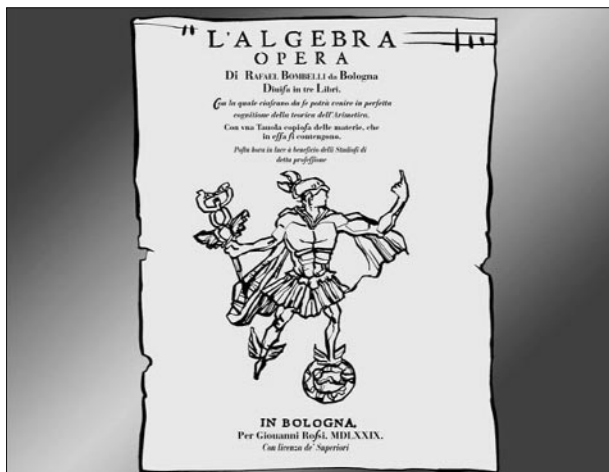 L'ALGEBRA
OPERA
Di RAFAEL BOMBELLI da Bologna
Diuiſa in tre Libri.
Con la quale ciaſcuno da ſe potrà venire in perfetta
cognitione della teorica dell'Arimetica.
Con vna Tauola copioſa delle materie, che
in eſſa ſi contengono.
Poſta hora in luce à beneficio delli Studioſi di
detta profeſſione
IN BOLOGNA,
Per Giouanni Roſsi. MDLXXIX.
Con licenza de' Superiori